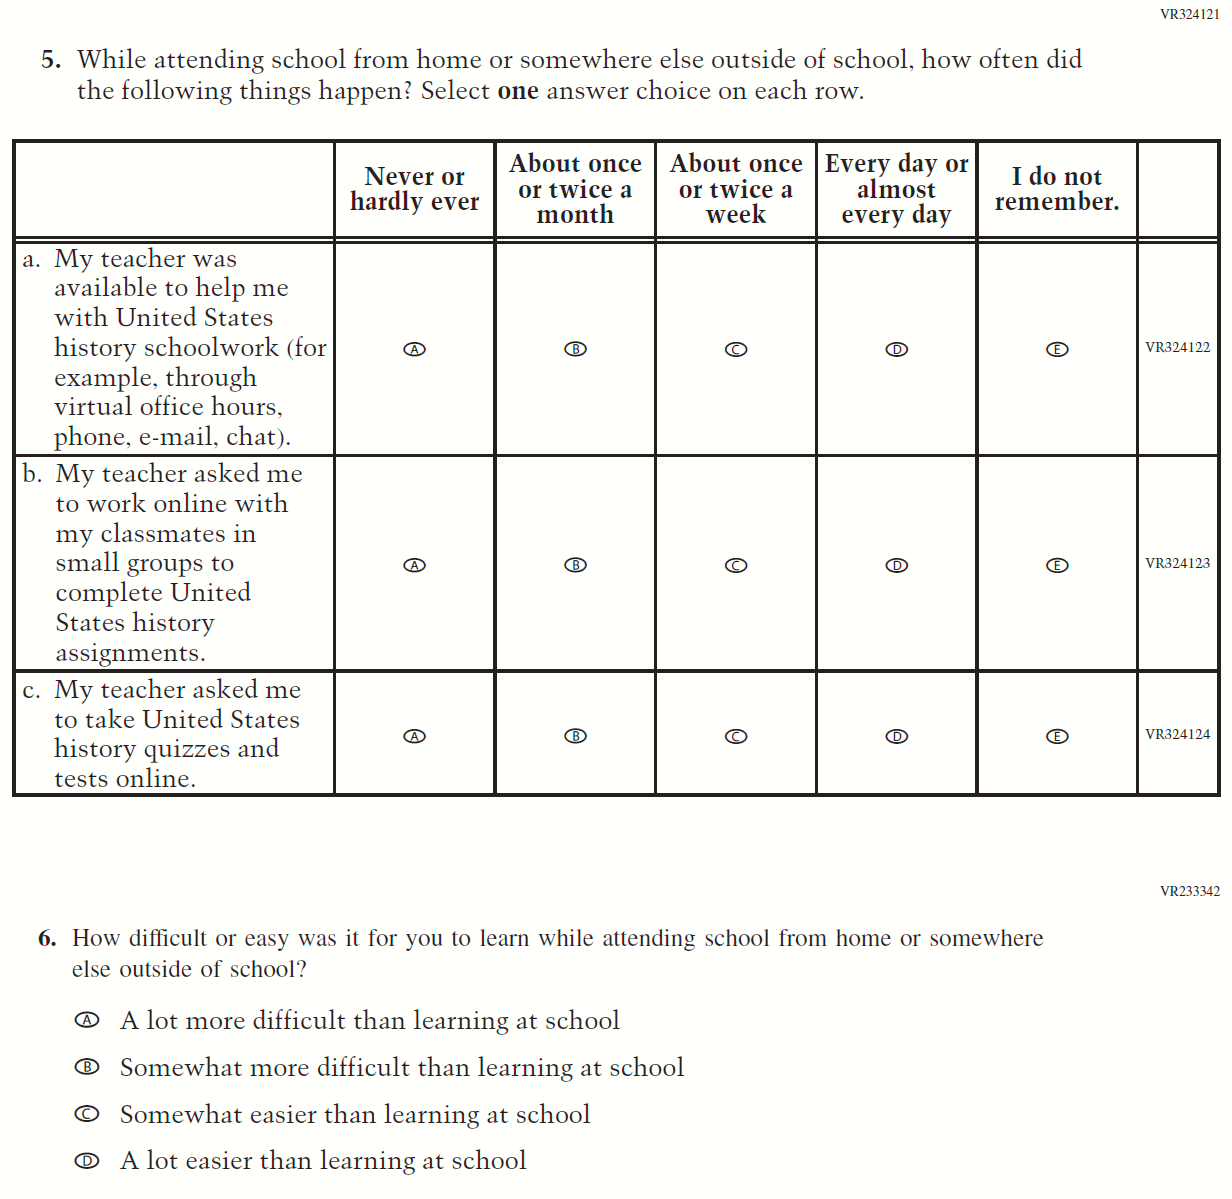 VR324121
5. While attending school from home or somewhere else outside of school, how often did
the following things happen? Select one answer choice on each row.
Never or
hardly ever
About once
or twice a
month
About once
or twice a
week
Every day or
almost
every day
I do not
remember.
a. My teacher was
available to help me
with United States
history schoolwork (for
example, through
virtual office hours,
phone, e-mail, chat).
A B C D E VR324122
b. My teacher asked me
to work online with
my classmates in
small groups to
complete United
States history
assignments.
A B C D E VR324123
c. My teacher asked me
to take United States
history quizzes and
tests online.
A B C D E VR324124
VR233342
6. How difficult or easy was it for you to learn while attending school from home or somewhere
else outside of school?
A A lot more difficult than learning at school
B Somewhat more difficult than learning at school
C Somewhat easier than learning at school
D A lot easier than learning at school